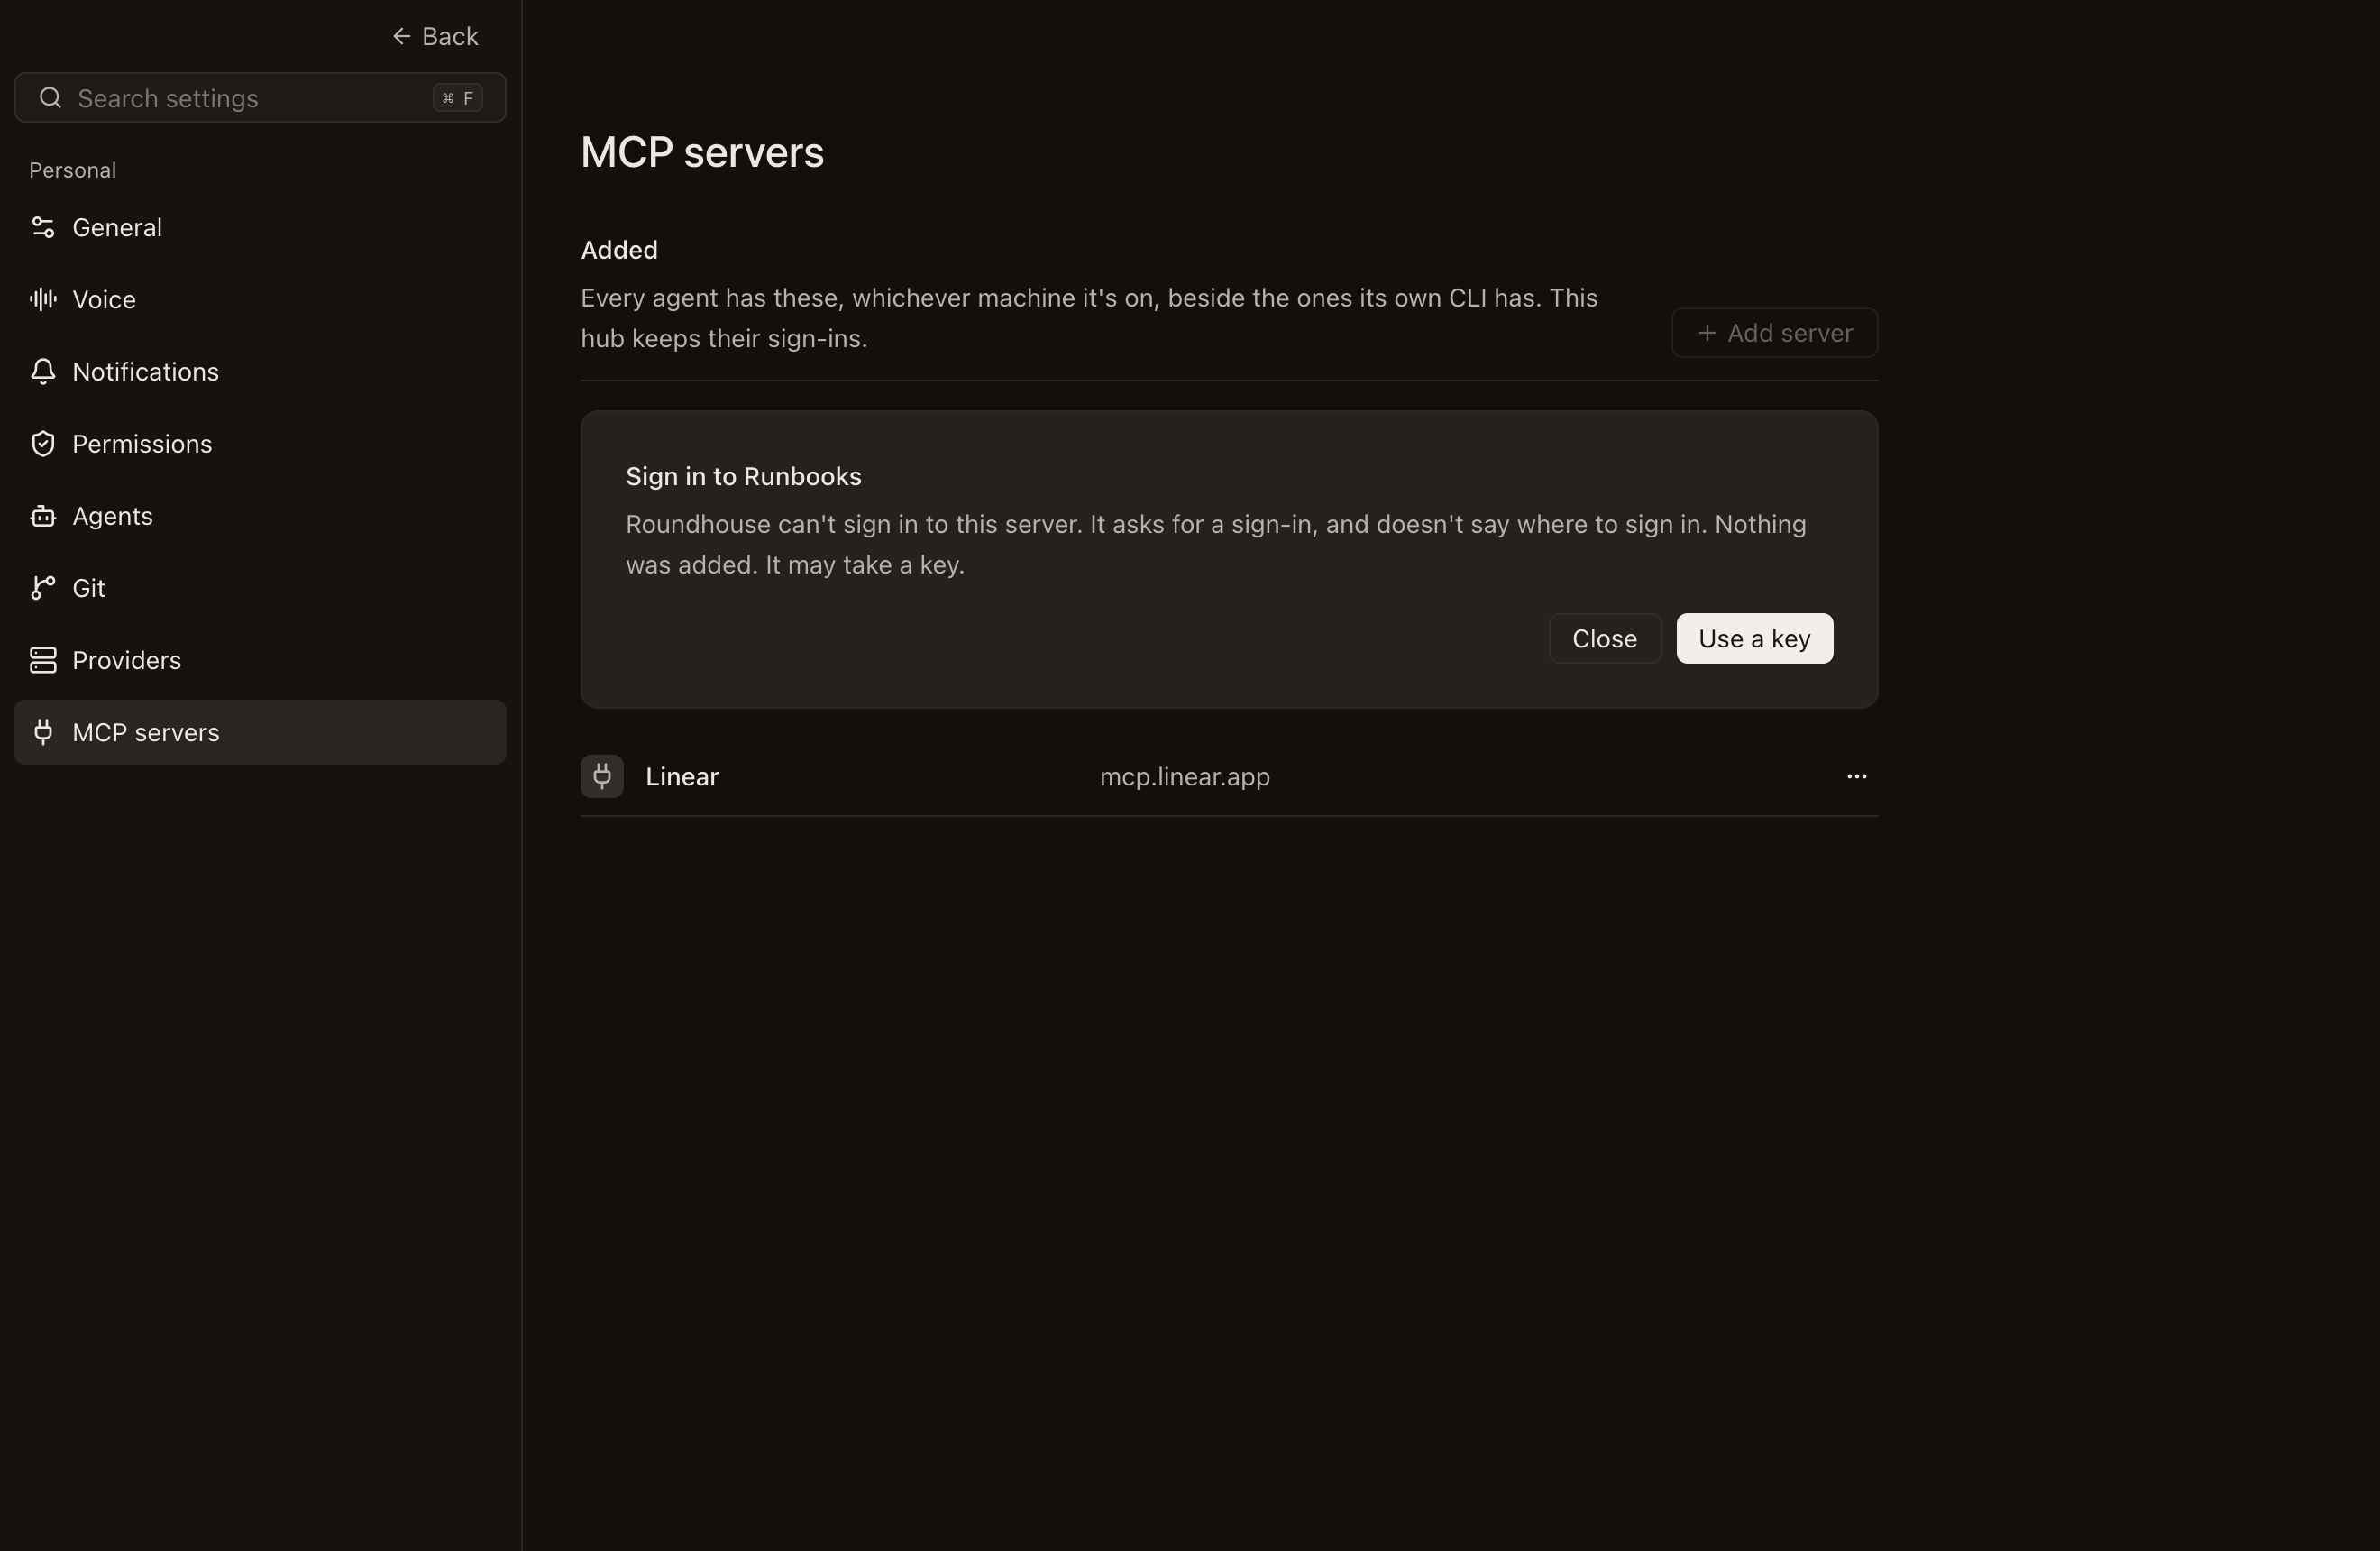 Back
Search settings
⌘ F
Personal
General
Voice
Notifications
Permissions
Agents
Git
Providers
MCP servers
MCP servers
Added
Every agent has these, whichever machine it's on, beside the ones its own CLI has. This
hub keeps their sign-ins.
Add server
Sign in to Runbooks
Roundhouse can't sign in to this server. It asks for a sign-in, and doesn't say where to sign in. Nothing
was added. It may take a key.
Close
Use a key
Linear
mcp.linear.app